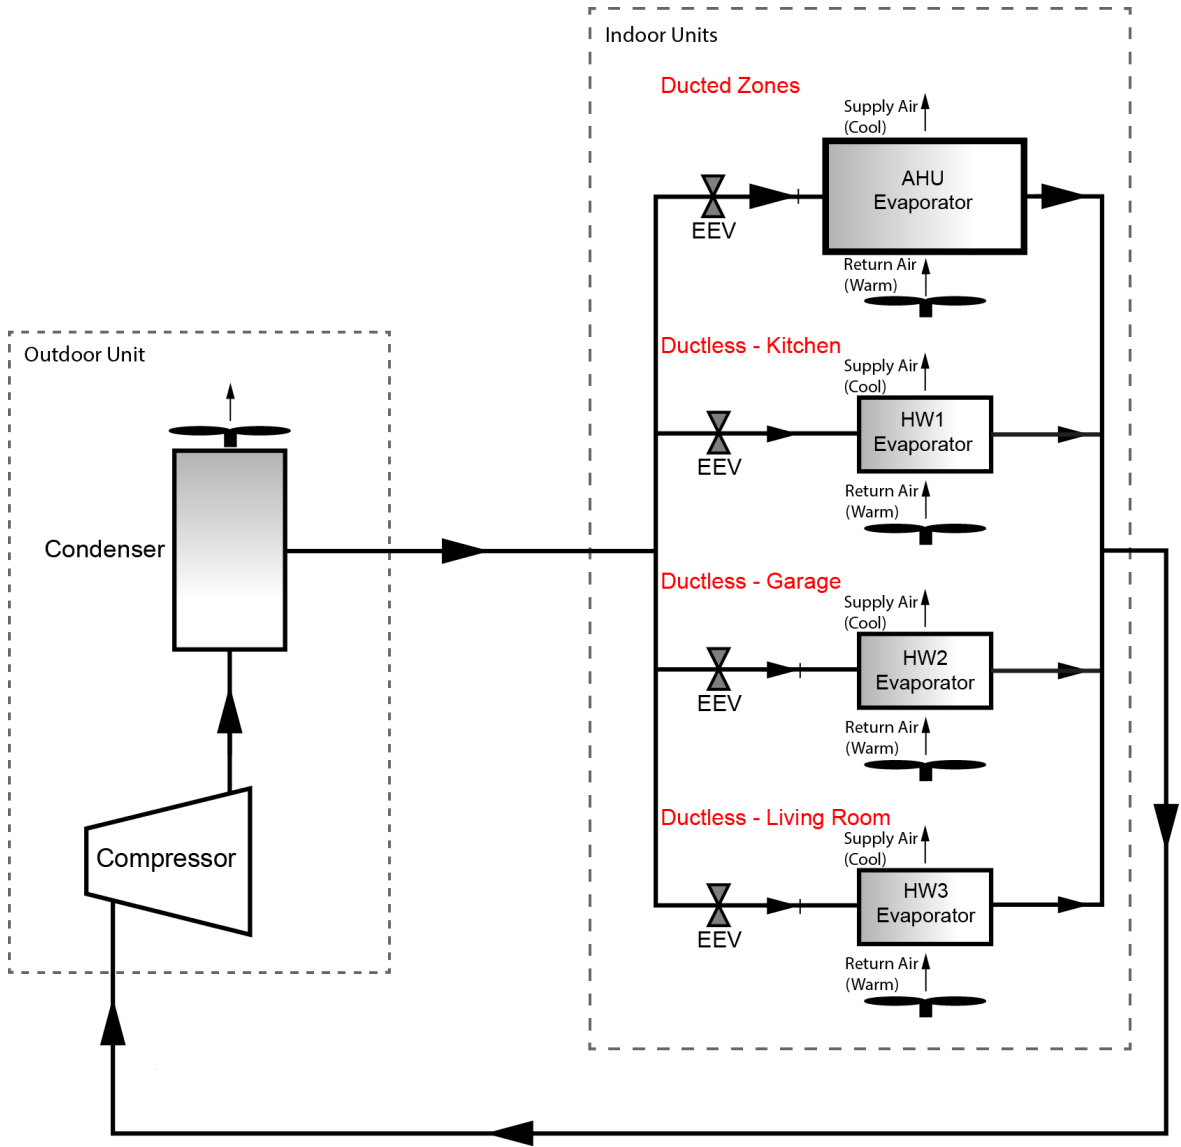 Indoor Units
Ducted Zones
Supply Air
(Cool)
AHU
Evaporator
EEV
Return Air
(Warm)
Ductless - Kitchen
Supply Air
(Cool)
HW1
Evaporator
EEV
Return Air
(Warm)
Ductless - Garage
Supply Air
(Cool)
HW2
Evaporator
EEV
Return Air
(Warm)
Ductless - Living Room
Supply Air
(Cool)
HW3
Evaporator
EEV
Return Air
(Warm)
Outdoor Unit
Condenser
Compressor